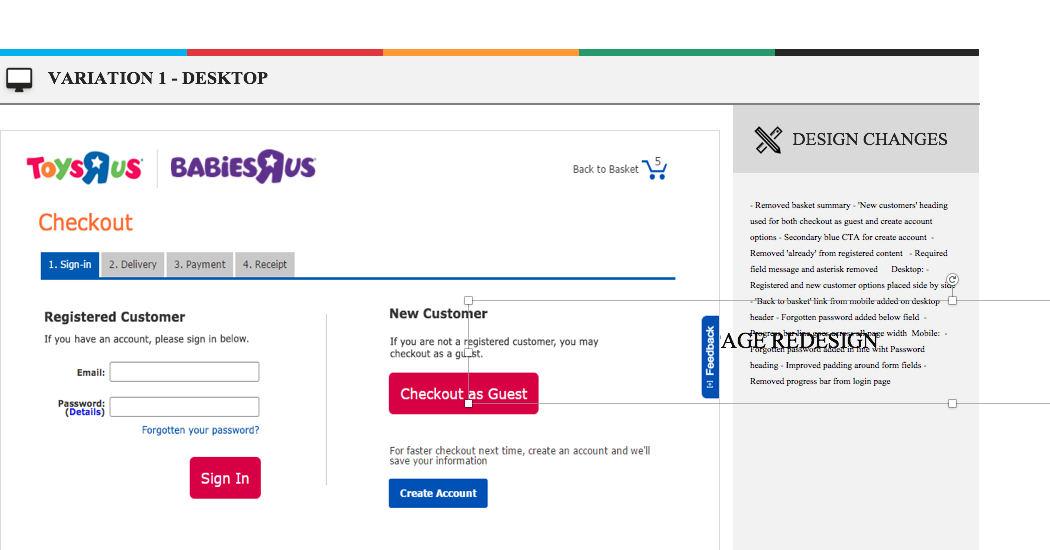 VARIATION 1 - DESKTOP
TOYSRUS
BABIESRUS
Back to Basket
5
Checkout
1. Sign-in
2. Delivery
3. Payment
4. Receipt
Registered Customer
If you have an account, please sign in below.
Email:
Password:
(Details)
Forgotten your password?
Sign In
New Customer
If you are not a registered customer, you may
checkout as a guest.
Checkout as Guest
For faster checkout next time, create an account and we'll
save your information
Create Account
[+] Feedback
AGE REDESIGN
DESIGN CHANGES
- Removed basket summary - 'New customers' heading
used for both checkout as guest and create account
options - Secondary blue CTA for create account -
Removed 'already' from registered content - Required
field message and asterisk removed Desktop: -
Registered and new customer options placed side by side
- 'Back to basket' link from mobile added on desktop
header - Forgotten password added below field -
Progress bar line goes across all page width Mobile: -
Forgotten password added in line wiht Password
heading - Improved padding around form fields -
Removed progress bar from login page